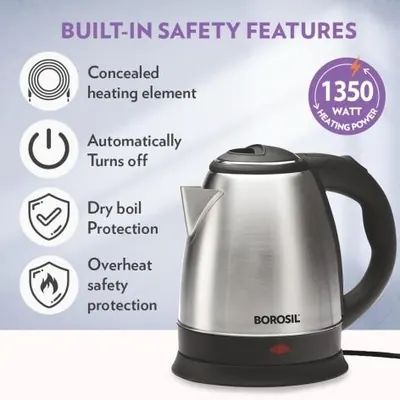 BUILT-IN SAFETY FEATURES
Concealed
heating element
Automatically
Turns off
Dry boil
Protection
Overheat
safety
protection
1350
WATT
HEATING POWER
BOROSIL